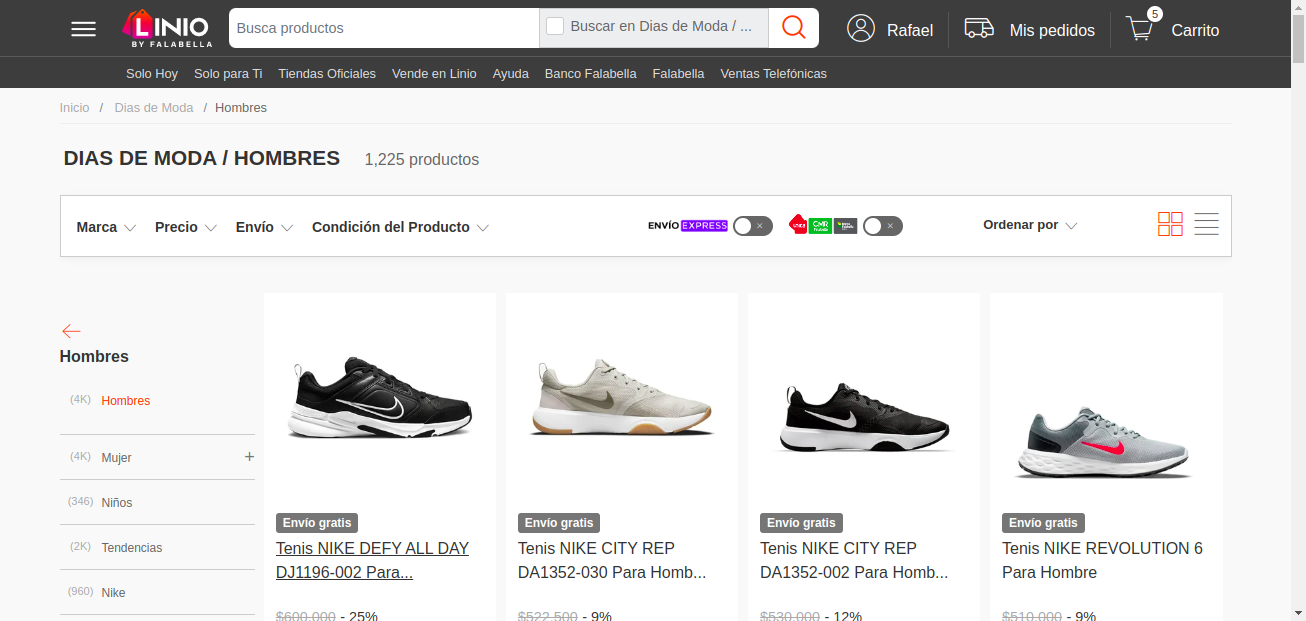 LINIO
BY FALABELLA
Busca productos
Buscar en Dias de Moda / ...
Rafael
Mis pedidos
5
Carrito
Solo Hoy
Solo para Ti
Tiendas Oficiales
Vende en Linio
Ayuda
Banco Falabella
Falabella
Ventas Telefónicas
Inicio / Dias de Moda / Hombres
DIAS DE MODA / HOMBRES
1,225 productos
Marca
Precio
Envío
Condición del Producto
ENVÍO EXPRESS
CMR
Ordenar por
Hombres
(4K) Hombres
(4K) Mujer +
(346) Niños
(2K) Tendencias
(960) Nike
Envío gratis
Tenis NIKE DEFY ALL DAY
DJ1196-002 Para...
$600.000 - 25%
Envío gratis
Tenis NIKE CITY REP
DA1352-030 Para Homb...
$522.500 - 9%
Envío gratis
Tenis NIKE CITY REP
DA1352-002 Para Homb...
$530.000 - 12%
Envío gratis
Tenis NIKE REVOLUTION 6
Para Hombre
$510.000 - 9%